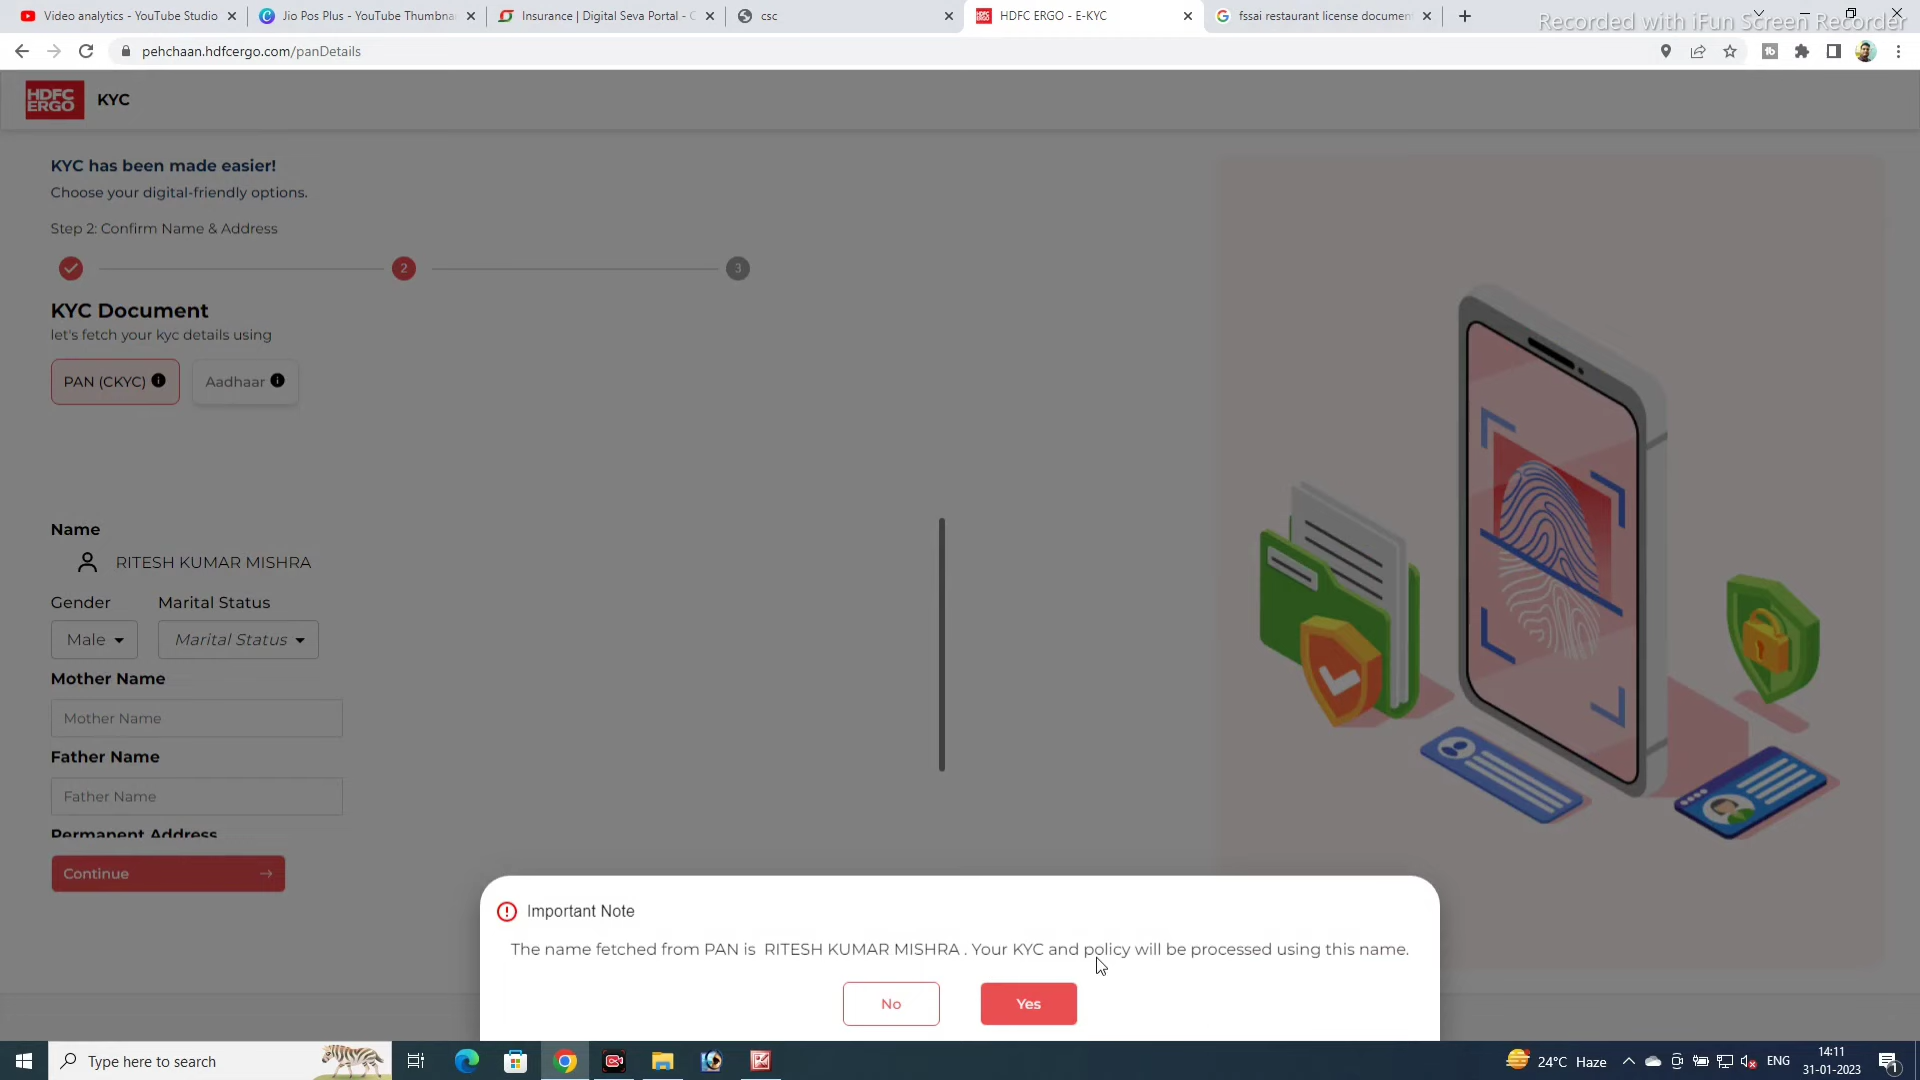 Video analytics - YouTube Studio
Jio Pos Plus - YouTube Thumbna
Insurance | Digital Seva Portal - C
csc
HDFC ERGO - E-KYC
fssai restaurant license document
Recorded with iFun Screen Recorder
pehchaan.hdfcergo.com/panDetails
HDFC
ERGO
KYC
KYC has been made easier!
Choose your digital-friendly options.
Step 2: Confirm Name & Address
2
3
KYC Document
let's fetch your kyc details using
PAN (CKYC)
Aadhaar
Name
RITESH KUMAR MISHRA
Gender
Marital Status
Male
Marital Status
Mother Name
Mother Name
Father Name
Father Name
Permanent Address
Continue
Important Note
The name fetched from PAN is RITESH KUMAR MISHRA . Your KYC and policy will be processed using this name.
No
Yes
Type here to search
24°C Haze
ENG
14:11
31-01-2023
1